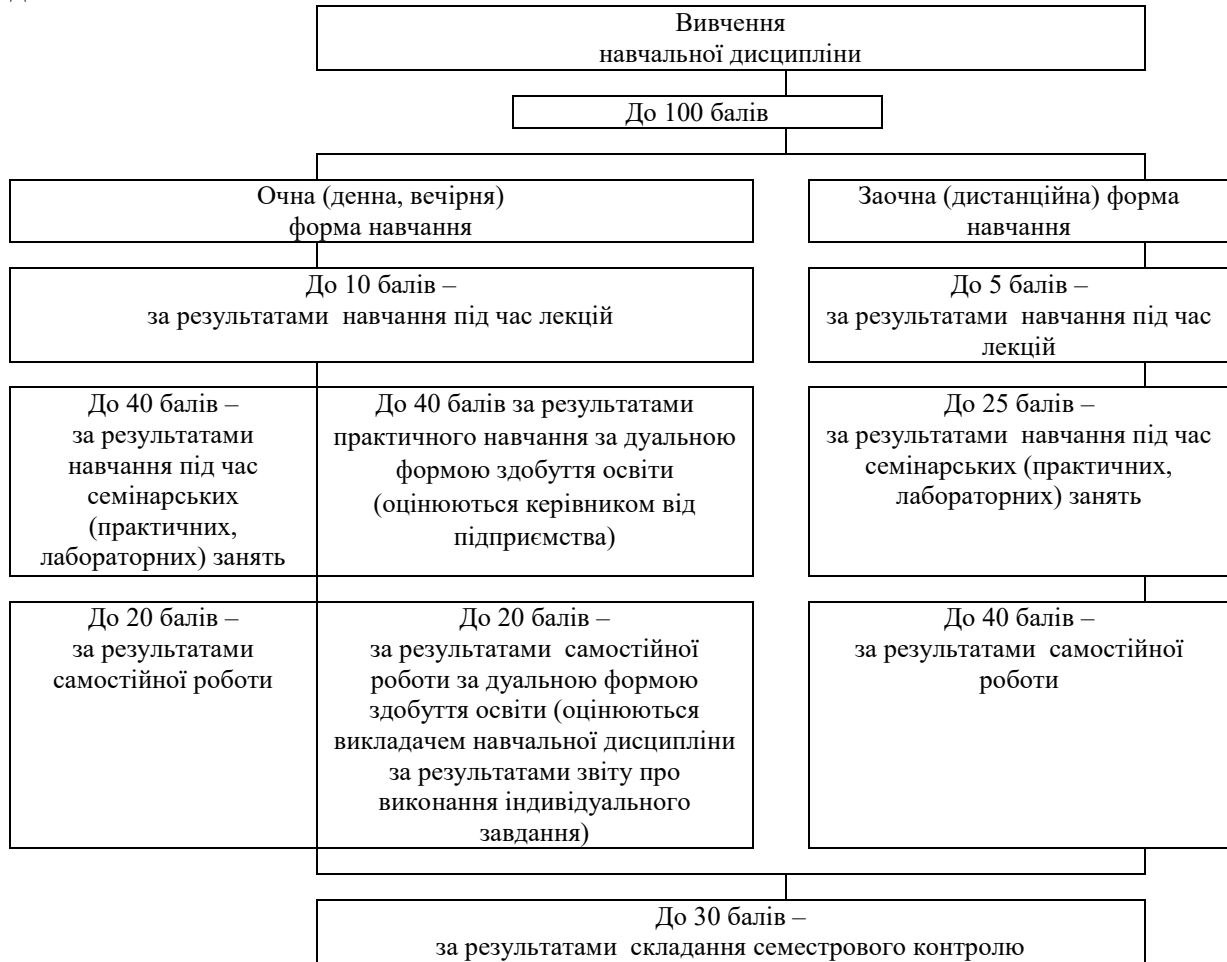 Вивчення
навчальної дисципліни
До 100 балів
Очна (денна, вечірня)
форма навчання
Заочна (дистанційна) форма
навчання
До 10 балів –
за результатами навчання під час лекцій
До 5 балів –
за результатами навчання під час
лекцій
До 40 балів –
за результатами
навчання під час
семінарських
(практичних,
лабораторних) занять
До 40 балів за результатами
практичного навчання за дуальною
формою здобуття освіти
(оцінюються керівником від
підприємства)
До 25 балів –
за результатами навчання під час
семінарських (практичних,
лабораторних) занять
До 20 балів –
за результатами
самостійної роботи
До 20 балів –
за результатами самостійної
роботи за дуальною формою
здобуття освіти (оцінюються
викладачем навчальної дисципліни
за результатами звіту про
виконання індивідуального
завдання)
До 40 балів –
за результатами самостійної
роботи
До 30 балів –
за результатами складання семестрового контролю